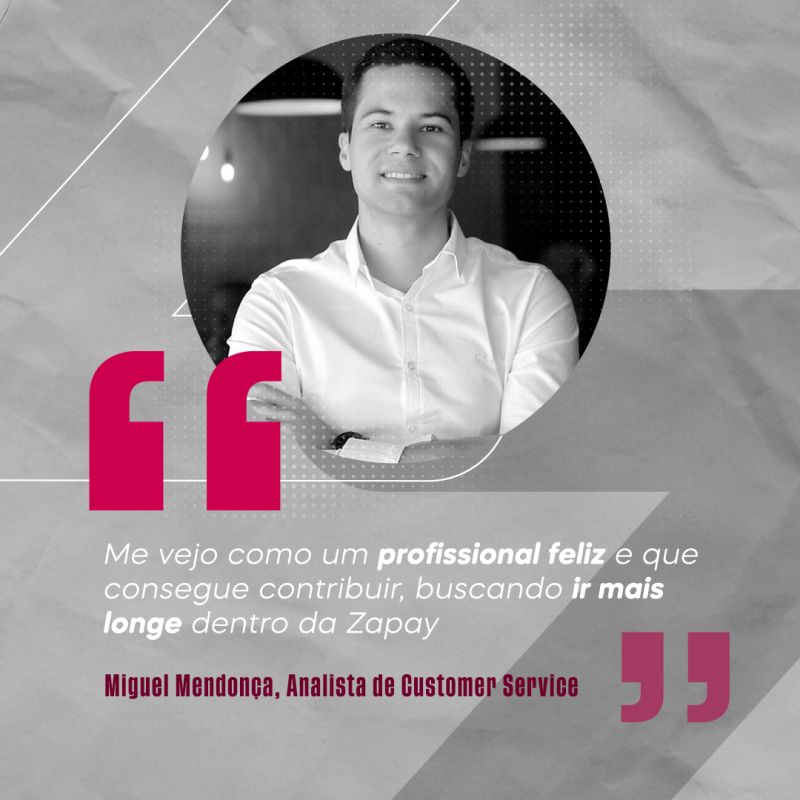 Me vejo como um profissional feliz e que
consegue contribuir, buscando ir mais
longe dentro da Zapay
Miguel Mendonça, Analista de Customer Service